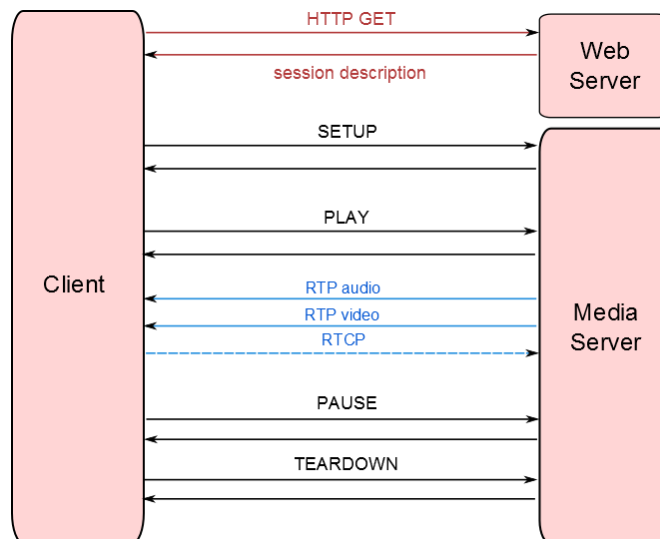 HTTP GET
Web
Server
session description
SETUP
PLAY
Client
RTP audio
RTP video
Media
Server
RTCP
PAUSE
TEARDOWN